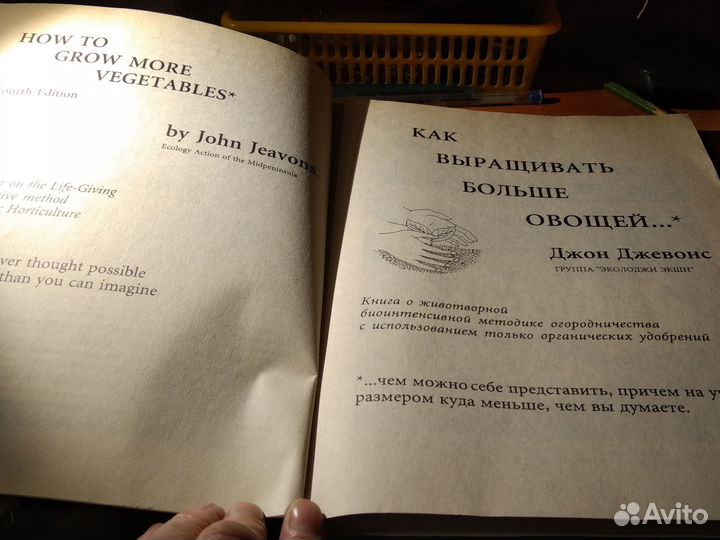 HOW TO
GROW MORE
VEGETABLES*
Fourth Edition
by John Jeavons
Ecology Action of the Midpeninsula
on the Life-Giving
method
Horticulture
ever thought possible
than you can imagine
КАК
ВЫРАЩИВАТЬ
БОЛЬШЕ
ОВОЩЕЙ...*
Джон Джевонс
ГРУППА "ЭКОЛОДЖИ ЭКШН"
Книга о животворной
биоинтенсивной методике огородничества
с использованием только органических удобрений
*...чем можно себе представить, причем на
размером куда меньше, чем вы думаете.
Avito